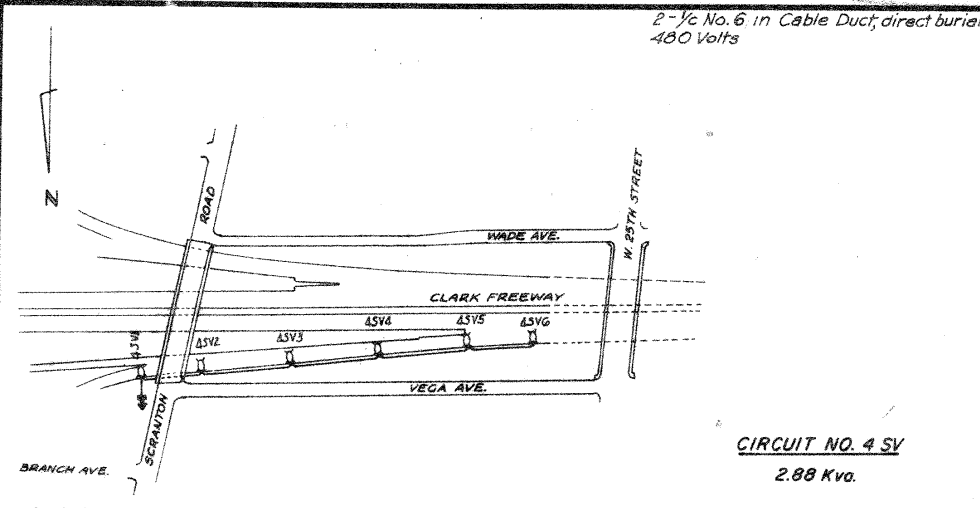 2-1/c No. 6 in Cable Duct, direct burial
480 Volts
N
ROAD
WADE AVE.
W. 25TH STREET
CLARK FREEWAY
4SV1
4SV2
4SV3
4SV4
4SV5
4SV6
VEGA AVE.
SCRANTON
BRANCH AVE.
CIRCUIT NO. 4 SV
2.88 Kva.